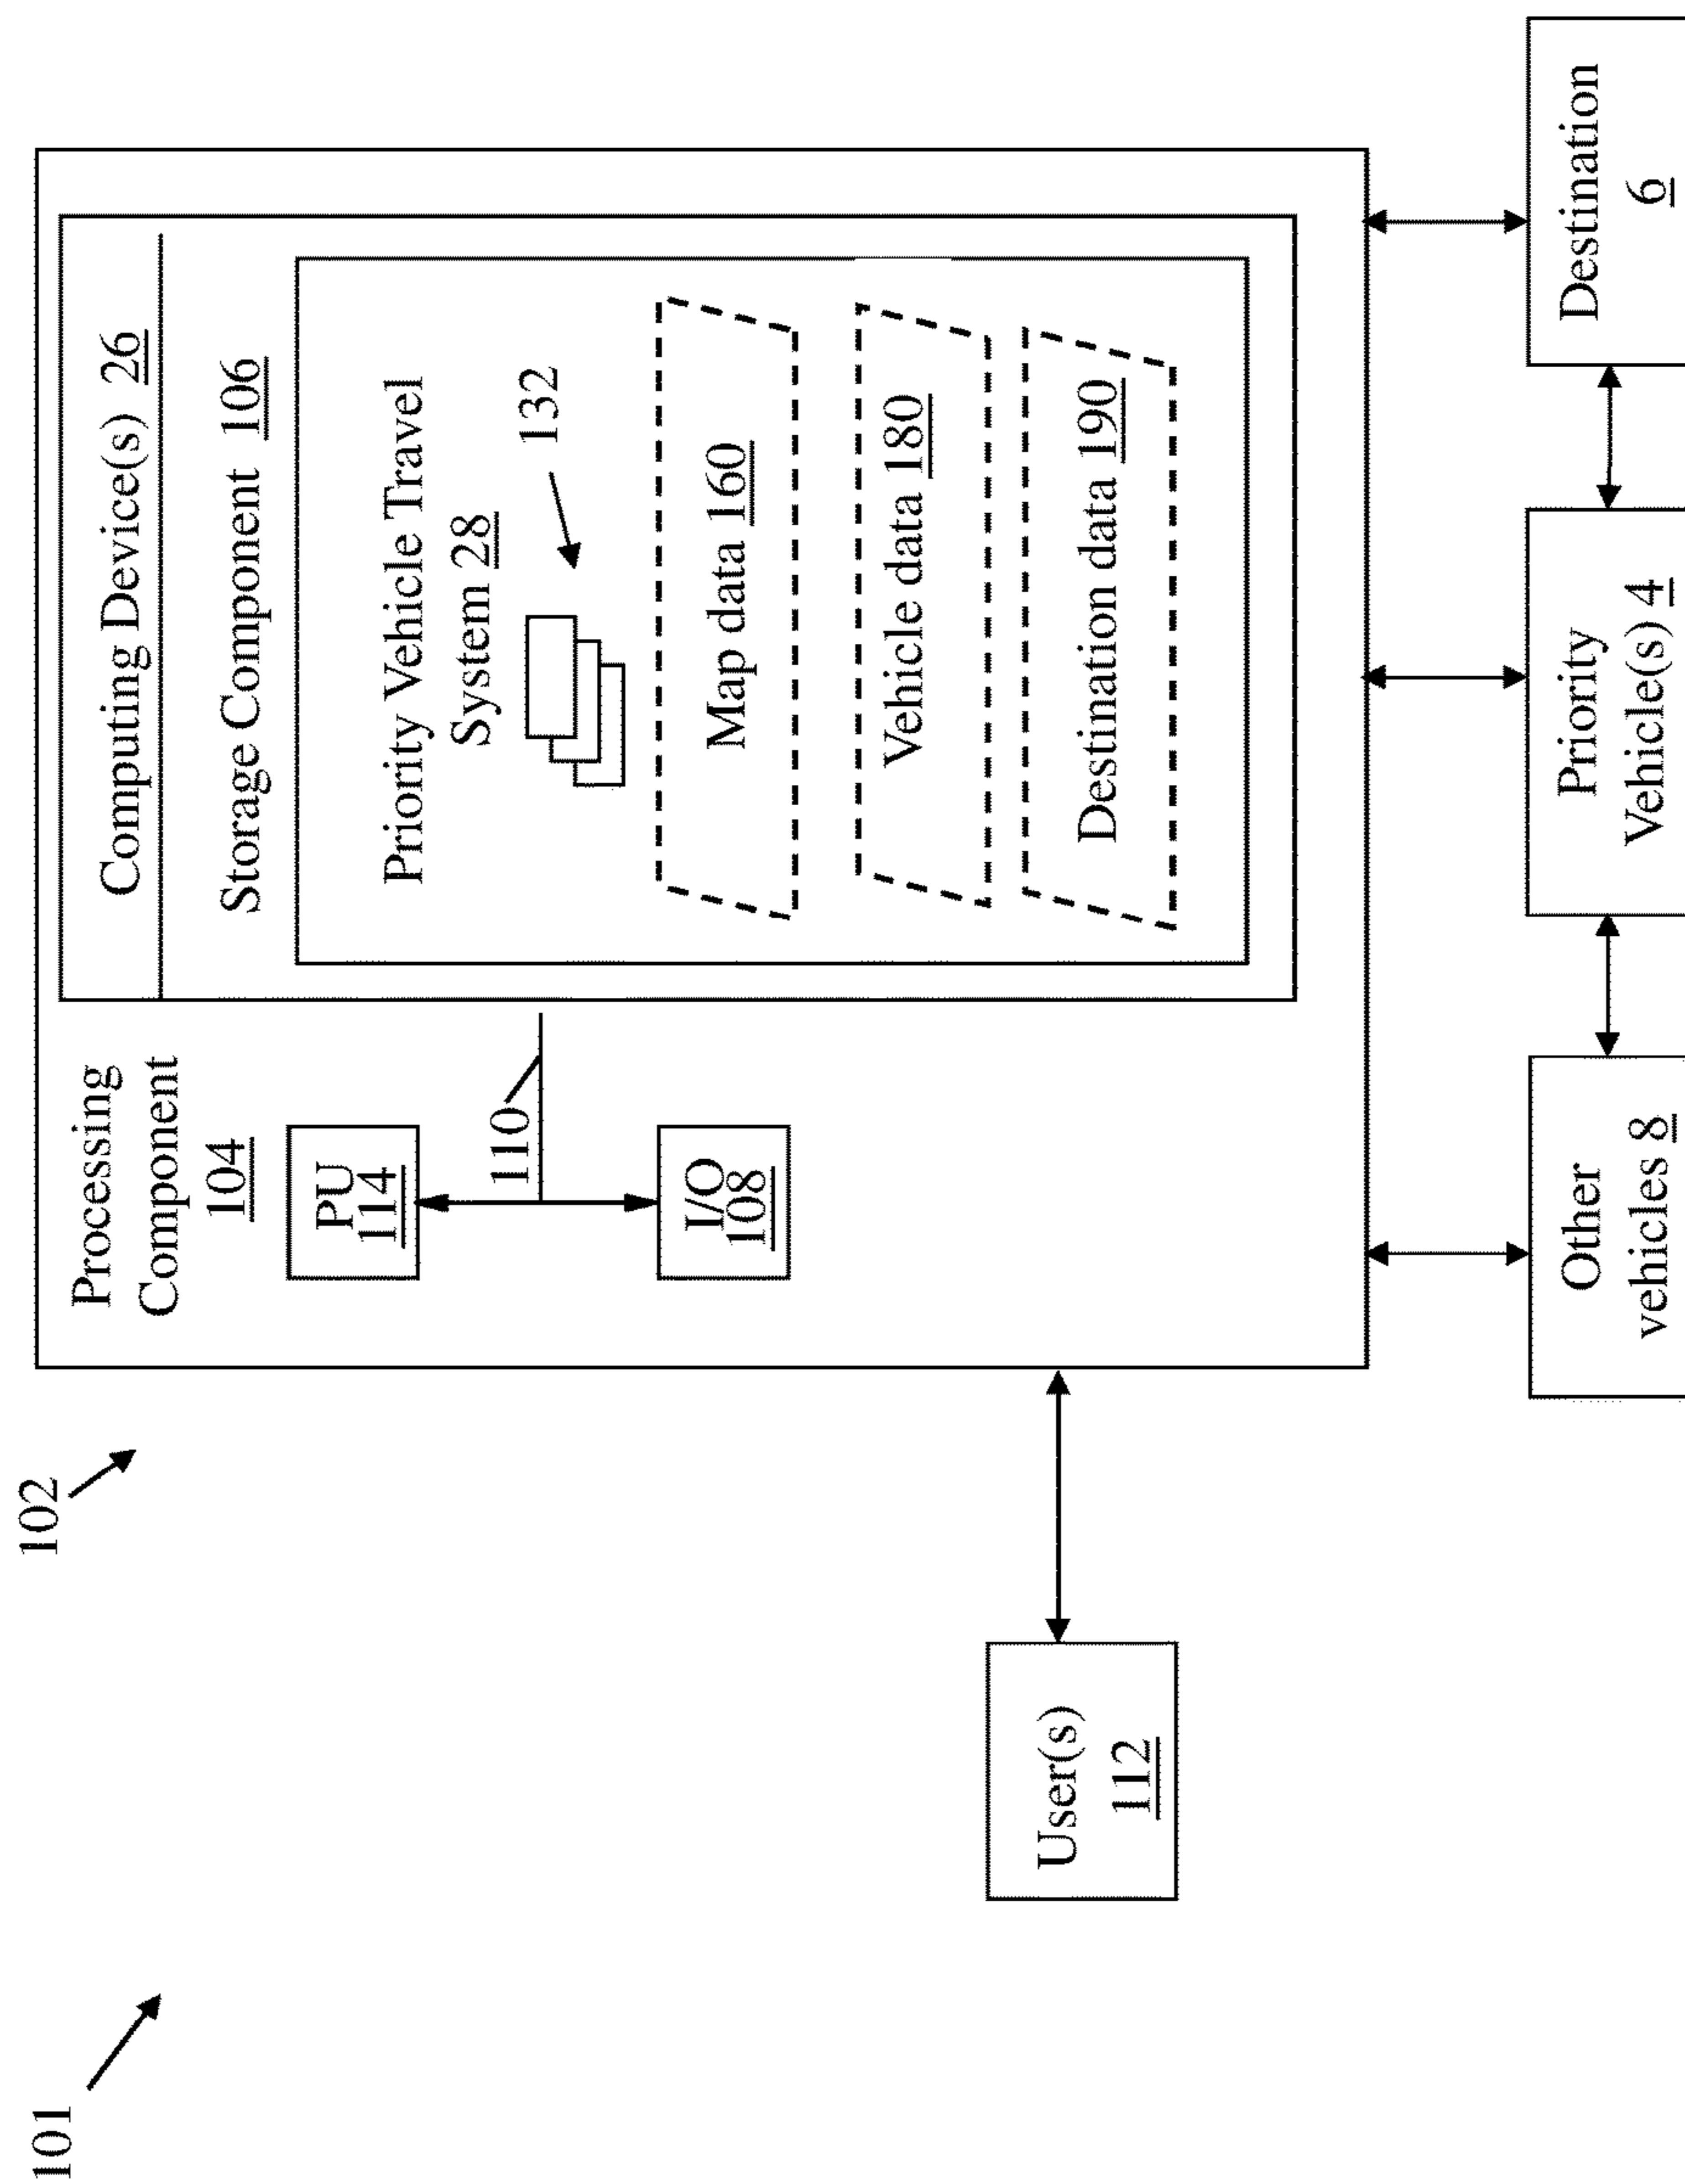 101
102
Processing
Component
104
PU
114
110
I/O
108
Computing Device(s) 26
Storage Component 106
Priority Vehicle Travel
System 28
132
Map data 160
Vehicle data 180
Destination data 190
User(s)
112
Other
vehicles 8
Priority
Vehicle(s) 4
Destination
6